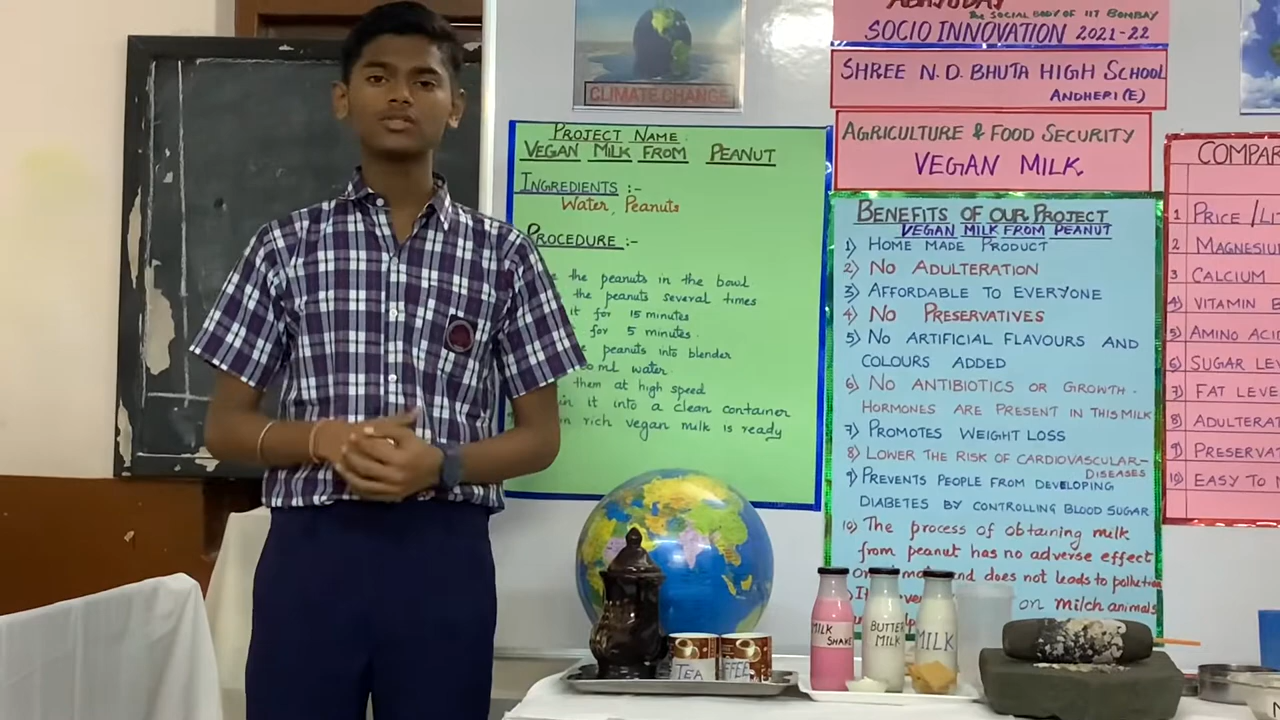 CLIMATE CHANGE
PROJECT NAME
VEGAN MILK FROM PEANUT
INGREDIENTS :-
Water, Peanuts
PROCEDURE :-
the peanuts in the bowl
the peanuts several times
it for 15 minutes
for 5 minutes.
peanuts into blender
ml water
them at high speed
it into a clean container
rich vegan milk is ready
THE SOCIAL BODY OF IIT BOMBAY
SOCIO INNOVATION 2021-22
SHREE N. D. BHUTA HIGH SCHOOL
ANDHERI (E)
AGRICULTURE & FOOD SECURITY
VEGAN MILK
BENEFITS OF OUR PROJECT
VEGAN MILK FROM PEANUT
1) HOME MADE PRODUCT
2) NO ADULTERATION
3) AFFORDABLE TO EVERYONE
4) NO PRESERVATIVES
5) NO ARTIFICIAL FLAVOURS AND
COLOURS ADDED
6) NO ANTIBIOTICS OR GROWTH-
HORMONES ARE PRESENT IN THIS MILK
7) PROMOTES WEIGHT LOSS
8) LOWER THE RISK OF CARDIOVASCULAR-
DISEASES
9) PREVENTS PEOPLE FROM DEVELOPING
DIABETES BY CONTROLLING BLOOD SUGAR
10) The process of obtaining milk
from peanut has no adverse effect
and does not leads to pollution
on milch animals
COMPAR
1 PRICE / LIT
2 MAGNESIUM
3 CALCIUM
4) VITAMIN
5) AMINO ACID
6) SUGAR LEV
7) FAT LEVE
8) ADULTERAT
9) PRESERVAT
10) EASY TO
TEA
MILK
SHAKE
BUTTER
MILK
MILK